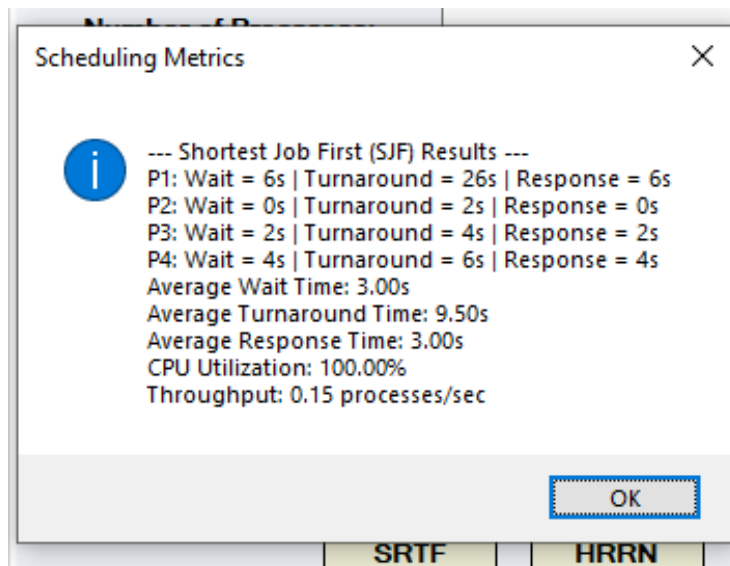 Number of Processes:
Scheduling Metrics
--- Shortest Job First (SJF) Results ---
P1: Wait = 6s | Turnaround = 26s | Response = 6s
P2: Wait = 0s | Turnaround = 2s | Response = 0s
P3: Wait = 2s | Turnaround = 4s | Response = 2s
P4: Wait = 4s | Turnaround = 6s | Response = 4s
Average Wait Time: 3.00s
Average Turnaround Time: 9.50s
Average Response Time: 3.00s
CPU Utilization: 100.00%
Throughput: 0.15 processes/sec
OK
SRTF HRRN